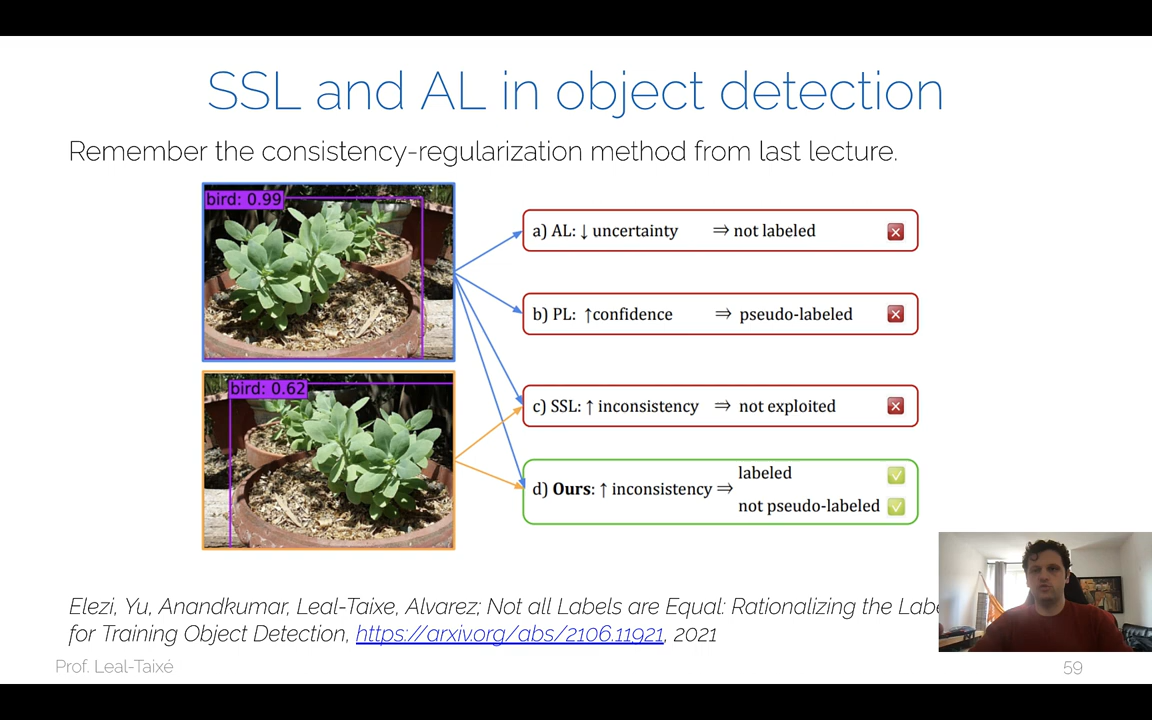 SSL and AL in object detection
Remember the consistency-regularization method from last lecture.
bird: 0.99
a) AL: ↓ uncertainty ⇒ not labeled
b) PL: ↑confidence ⇒ pseudo-labeled
bird: 0.62
c) SSL: ↑ inconsistency ⇒ not exploited
d) Ours: ↑ inconsistency ⇒ labeled
not pseudo-labeled
Elezi, Yu, Anandkumar, Leal-Taixe, Alvarez; Not all Labels are Equal: Rationalizing the
for Training Object Detection, https://arxiv.org/abs/2106.11921, 2021
Prof. Leal-Taixé
59